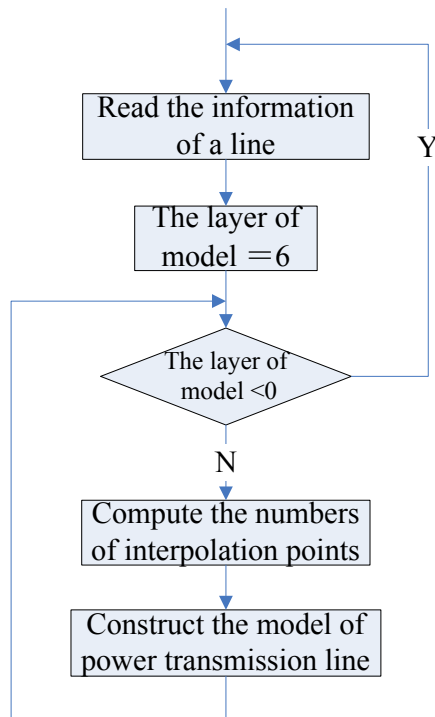 Read the information
of a line
Y
The layer of
model ＝6
The layer of
model <0
N
Compute the numbers
of interpolation points
Construct the model of
power transmission line